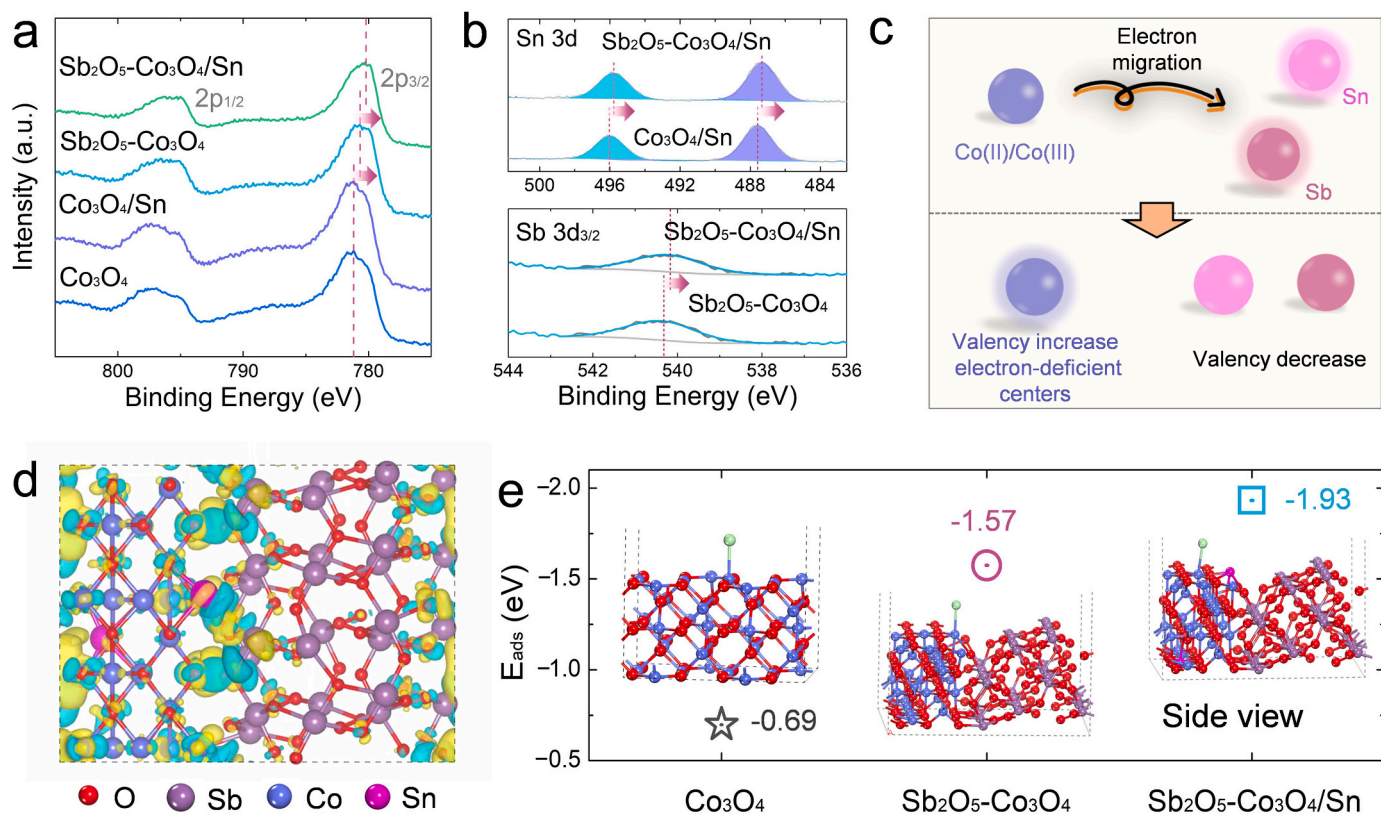 a
Sb₂O₅-Co₃O₄/Sn
2p₁/₂
2p₃/₂
Sb₂O₅-Co₃O₄
Co₃O₄/Sn
Co₃O₄
Intensity (a.u.)
800 790 780
Binding Energy (eV)
b
Sn 3d
Sb₂O₅-Co₃O₄/Sn
Co₃O₄/Sn
500 496 492 488 484
Sb 3d₃/₂
Sb₂O₅-Co₃O₄/Sn
Sb₂O₅-Co₃O₄
544 542 540 538 536
Binding Energy (eV)
c
Electron
migration
Sn
Co(II)/Co(III)
Sb
Valency increase
electron-deficient
centers
Valency decrease
d
O Sb Co Sn
e
−2.0
−1.5
−1.0
−0.5
Eads (eV)
-0.69
-1.57
-1.93
Side view
Co₃O₄
Sb₂O₅-Co₃O₄
Sb₂O₅-Co₃O₄/Sn